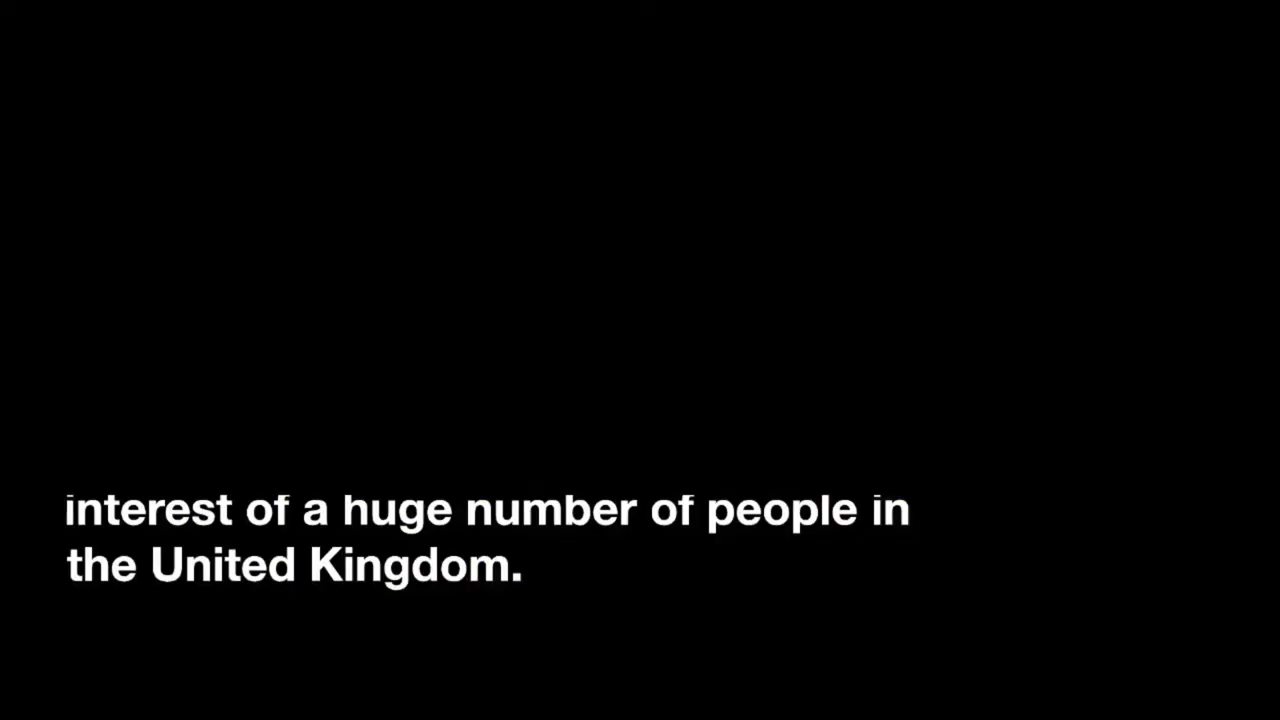 interest of a huge number of people in
the United Kingdom.